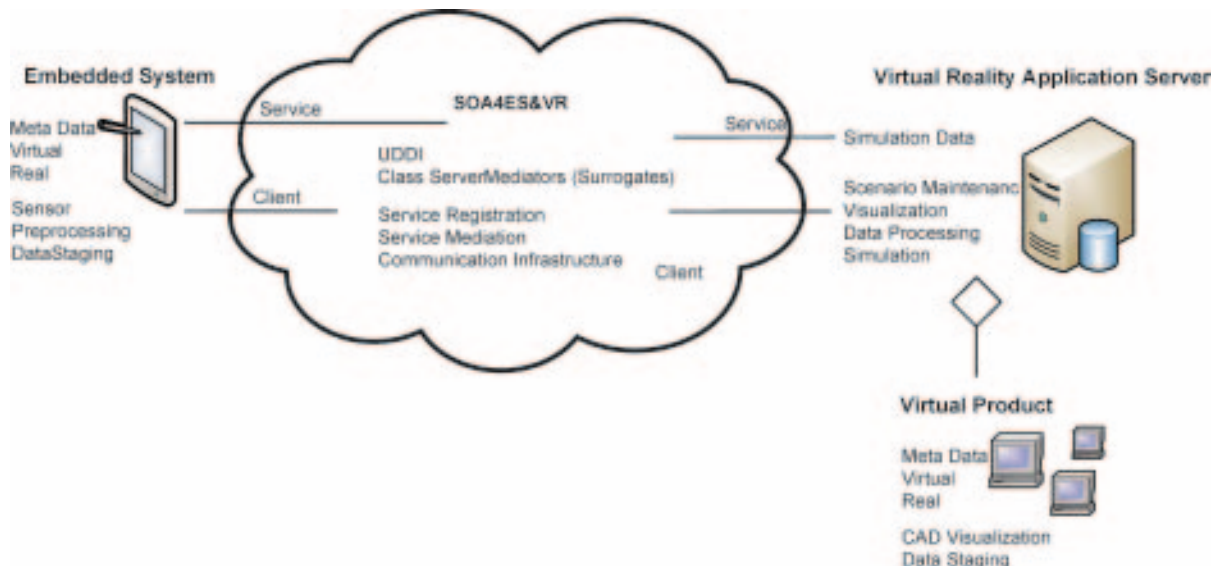 Embedded System
Meta Data
Virtual
Real
Sensor
Preprocessing
DataStaging
Service
Client
SOA4ES&VR
UDDI
Class ServerMediators (Surrogates)
Service Registration
Service Mediation
Communication Infrastructure
Service
Client
Virtual Reality Application Server
Simulation Data
Scenario Maintenanc
Visualization
Data Processing
Simulation
Virtual Product
Meta Data
Virtual
Real
CAD Visualization
Data Staging